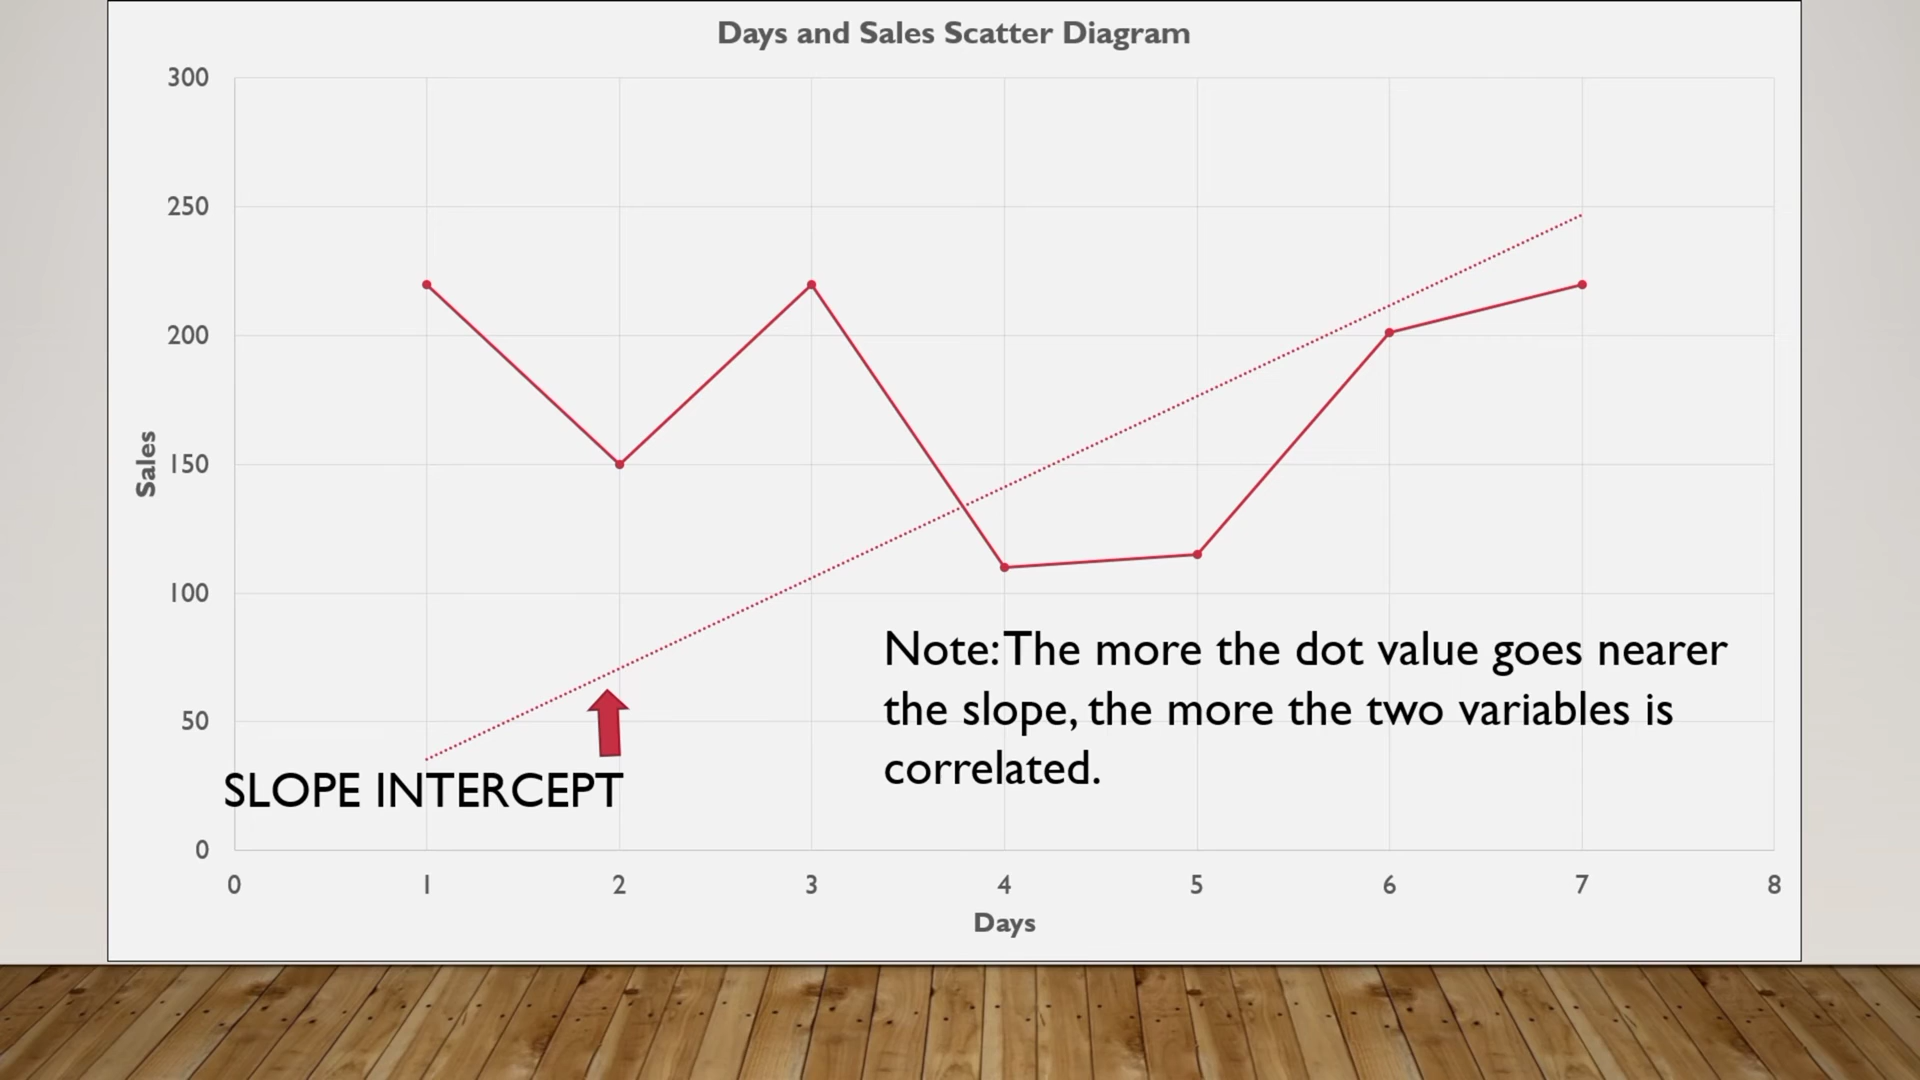 Days and Sales Scatter Diagram
300
250
200
150
100
50
0
Sales
0 1 2 3 4 5 6 7 8
Days
SLOPE INTERCEPT
Note: The more the dot value goes nearer
the slope, the more the two variables is
correlated.